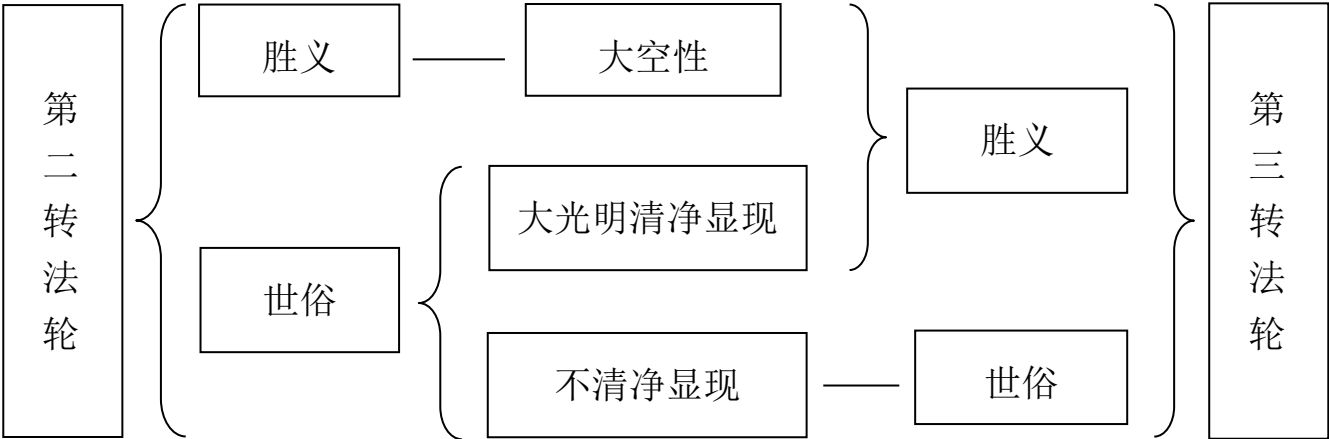 第二转法轮
胜义
大空性
世俗
大光明清净显现
不清净显现
胜义
世俗
第三转法轮